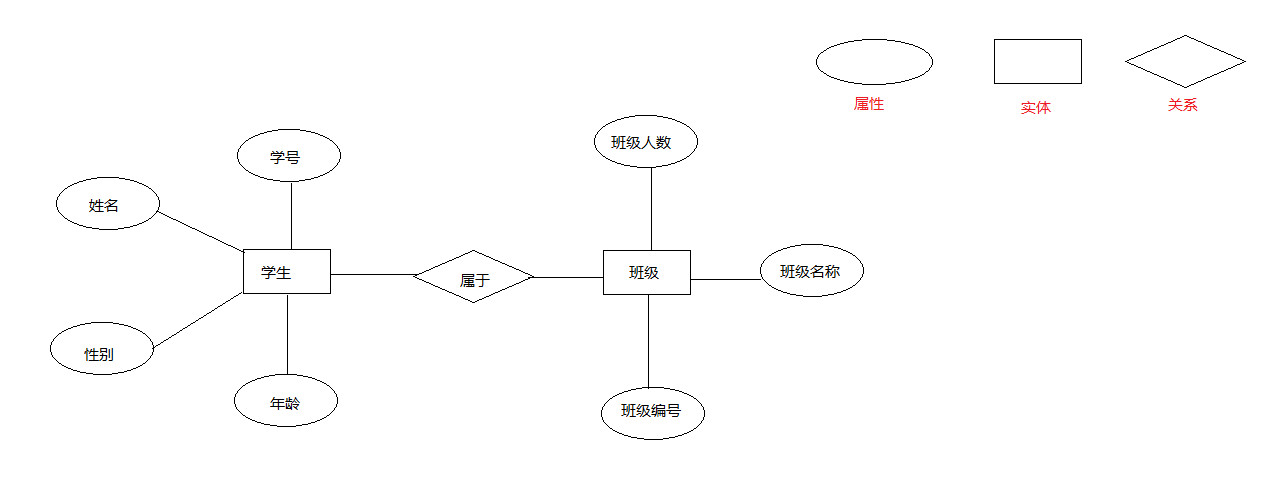 属性
实体
关系
班级人数
学号
姓名
学生
属于
班级
班级名称
性别
年龄
班级编号